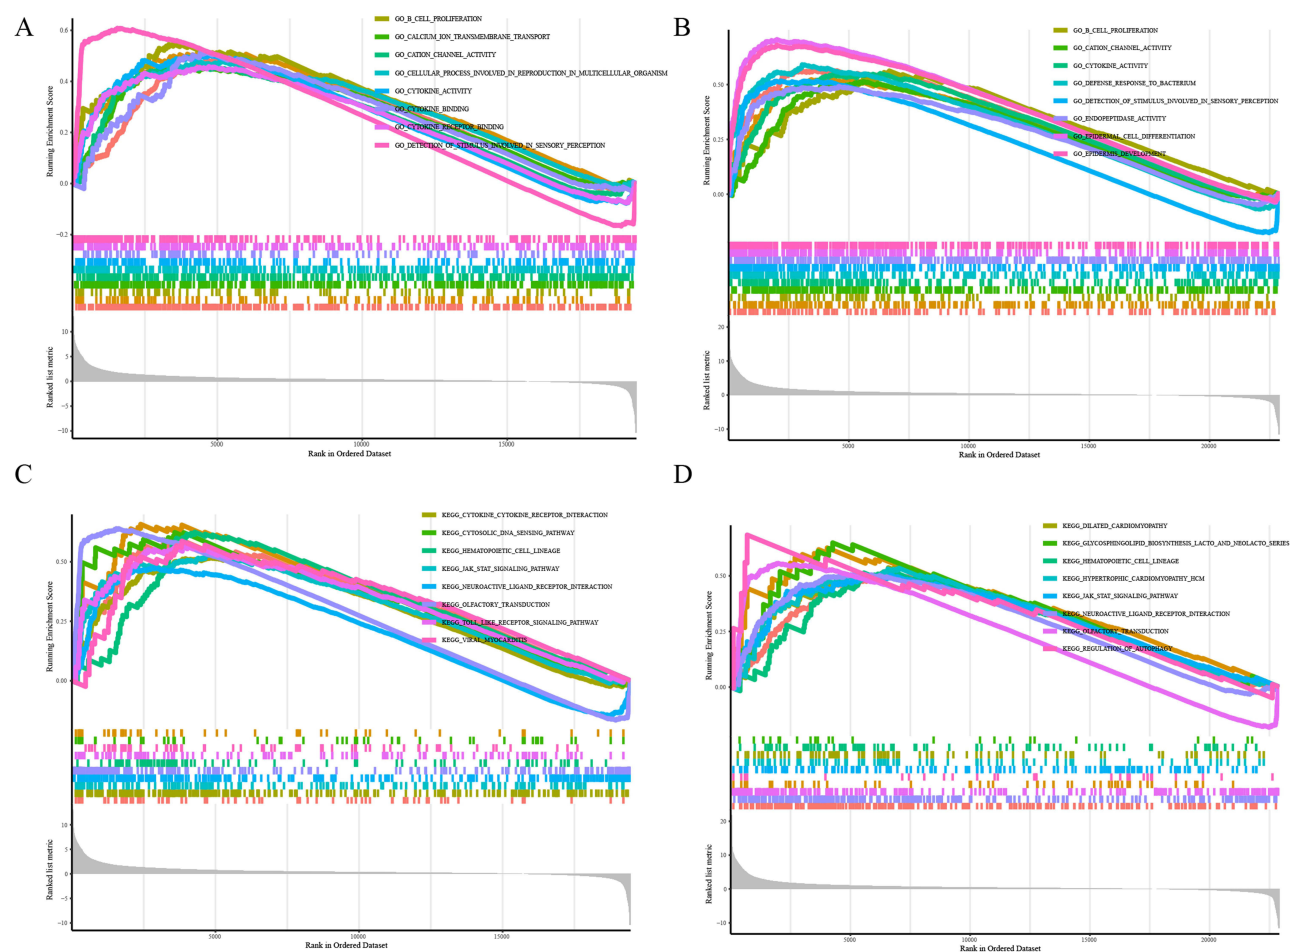 A
GO_B_CELL_PROLIFERATION
GO_CALCIUM_ION_TRANSMEMBRANE_TRANSPORT
GO_CATION_CHANNEL_ACTIVITY
GO_CELLULAR_PROCESS_INVOLVED_IN_REPRODUCTION_IN_MULTICELLULAR_ORGANISM
GO_CYTOKINE_ACTIVITY
GO_CYTOKINE_BINDING
GO_CYTOKINE_RECEPTOR_BINDING
GO_DETECTION_OF_STIMULUS_INVOLVED_IN_SENSORY_PERCEPTION
Running Enrichment Score
0.6
0.4
0.2
0.0
−0.2
Ranked list metric
10
5
0
−5
−10
5000
10000
15000
Rank in Ordered Dataset
B
GO_B_CELL_PROLIFERATION
GO_CATION_CHANNEL_ACTIVITY
GO_CYTOKINE_ACTIVITY
GO_DEFENSE_RESPONSE_TO_BACTERIUM
GO_DETECTION_OF_STIMULUS_INVOLVED_IN_SENSORY_PERCEPTION
GO_ENDOPEPTIDASE_ACTIVITY
GO_EPIDERMAL_CELL_DIFFERENTIATION
GO_EPIDERMIS_DEVELOPMENT
Running Enrichment Score
0.50
0.25
0.00
Ranked list metric
20
10
0
−10
5000
10000
15000
20000
Rank in Ordered Dataset
C
KEGG_CYTOKINE_CYTOKINE_RECEPTOR_INTERACTION
KEGG_CYTOSOLIC_DNA_SENSING_PATHWAY
KEGG_HEMATOPOIETIC_CELL_LINEAGE
KEGG_JAK_STAT_SIGNALING_PATHWAY
KEGG_NEUROACTIVE_LIGAND_RECEPTOR_INTERACTION
KEGG_OLFACTORY_TRANSDUCTION
KEGG_TOLL_LIKE_RECEPTOR_SIGNALING_PATHWAY
KEGG_VIRAL_MYOCARDITIS
Running Enrichment Score
0.50
0.25
0.00
Ranked list metric
10
5
0
−5
−10
5000
10000
15000
Rank in Ordered Dataset
D
KEGG_DILATED_CARDIOMYOPATHY
KEGG_GLYCOSPHINGOLIPID_BIOSYNTHESIS_LACTO_AND_NEOLACTO_SERIES
KEGG_HEMATOPOIETIC_CELL_LINEAGE
KEGG_HYPERTROPHIC_CARDIOMYOPATHY_HCM
KEGG_JAK_STAT_SIGNALING_PATHWAY
KEGG_NEUROACTIVE_LIGAND_RECEPTOR_INTERACTION
KEGG_OLFACTORY_TRANSDUCTION
KEGG_REGULATION_OF_AUTOPHAGY
Running Enrichment Score
0.50
0.25
0.00
Ranked list metric
20
10
0
−10
5000
10000
15000
20000
Rank in Ordered Dataset